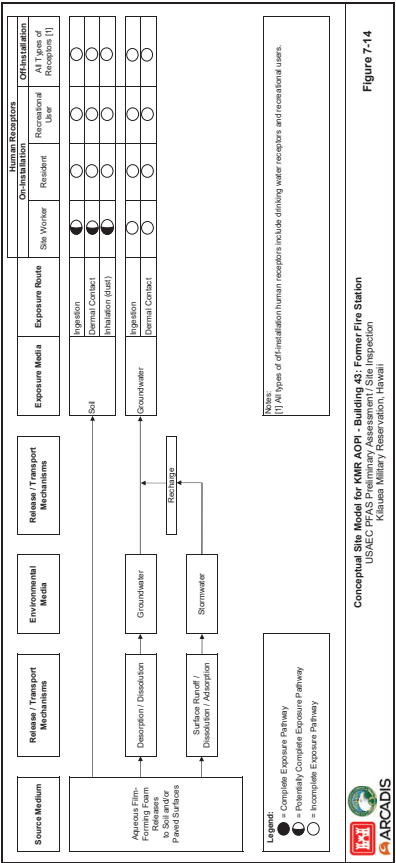 Human Receptors
On-Installation
Off-Installation
Source Medium
Release / Transport
Mechanisms
Environmental
Media
Release / Transport
Mechanisms
Exposure Media
Exposure Route
Site Worker
Resident
Recreational
User
All Types of
Receptors [1]
Aqueous Film-
Forming Foam
Releases
to Soil and/or
Paved Surfaces
Soil
Ingestion
Dermal Contact
Inhalation (dust)
Desorption / Dissolution
Groundwater
Groundwater
Ingestion
Dermal Contact
Recharge
Surface Runoff /
Dissolution / Adsorption
Stormwater
Legend:
= Complete Exposure Pathway
= Potentially Complete Exposure Pathway
= Incomplete Exposure Pathway
Notes:
[1] All types of off-installation human receptors include drinking water receptors and recreational users.
ARCADIS
Conceptual Site Model for KMR AOPI - Building 43: Former Fire Station
USAEC PFAS Preliminary Assessment / Site Inspection
Kilauea Military Reservation, Hawaii
Figure 7-14